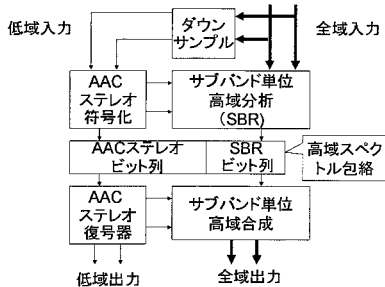 低域入力
ダウン
サンプル
全域入力
AAC
ステレオ
符号化
サブバンド単位
高域分析
(SBR)
AACステレオ
ビット列
SBR
ビット列
高域スペク
トル包絡
AAC
ステレオ
復号器
サブバンド単位
高域合成
低域出力
全域出力